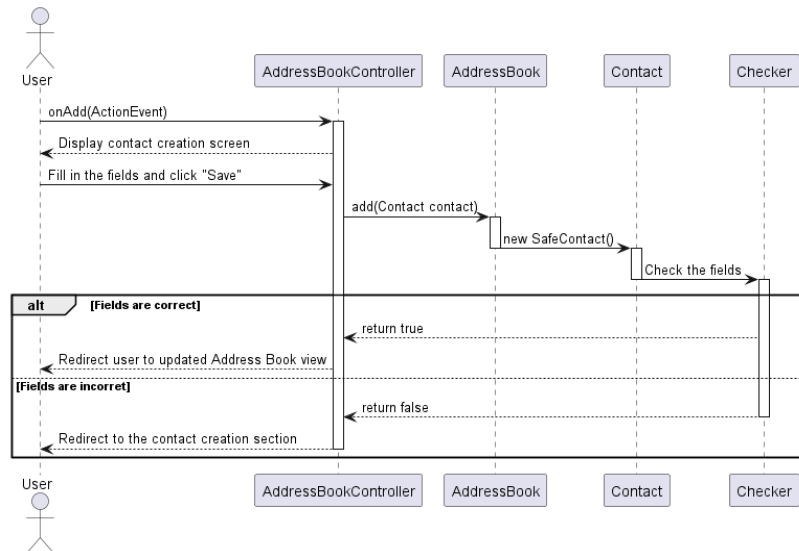 User
AddressBookController
AddressBook
Contact
Checker
onAdd(ActionEvent)
Display contact creation screen
Fill in the fields and click "Save"
add(Contact contact)
new SafeContact()
Check the fields
alt [Fields are correct]
return true
Redirect user to updated Address Book view
[Fields are incorret]
return false
Redirect to the contact creation section
User
AddressBookController
AddressBook
Contact
Checker